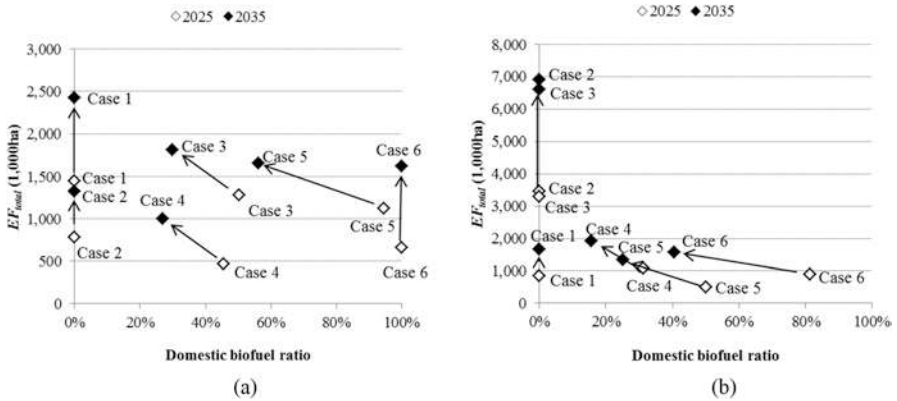 ◇2025 ◆2035
EF_total (1,000ha)
3,000
2,500
2,000
1,500
1,000
500
0
Case 1
Case 1
Case 2
Case 2
Case 3
Case 3
Case 4
Case 4
Case 5
Case 5
Case 6
Case 6
0% 20% 40% 60% 80% 100%
Domestic biofuel ratio
(a)
◇2025 ◆2035
EF_total (1,000ha)
8,000
7,000
6,000
5,000
4,000
3,000
2,000
1,000
0
Case 2
Case 3
Case 2
Case 3
Case 1
Case 1
Case 4
Case 5
Case 6
Case 4
Case 5
Case 6
0% 20% 40% 60% 80% 100%
Domestic biofuel ratio
(b)